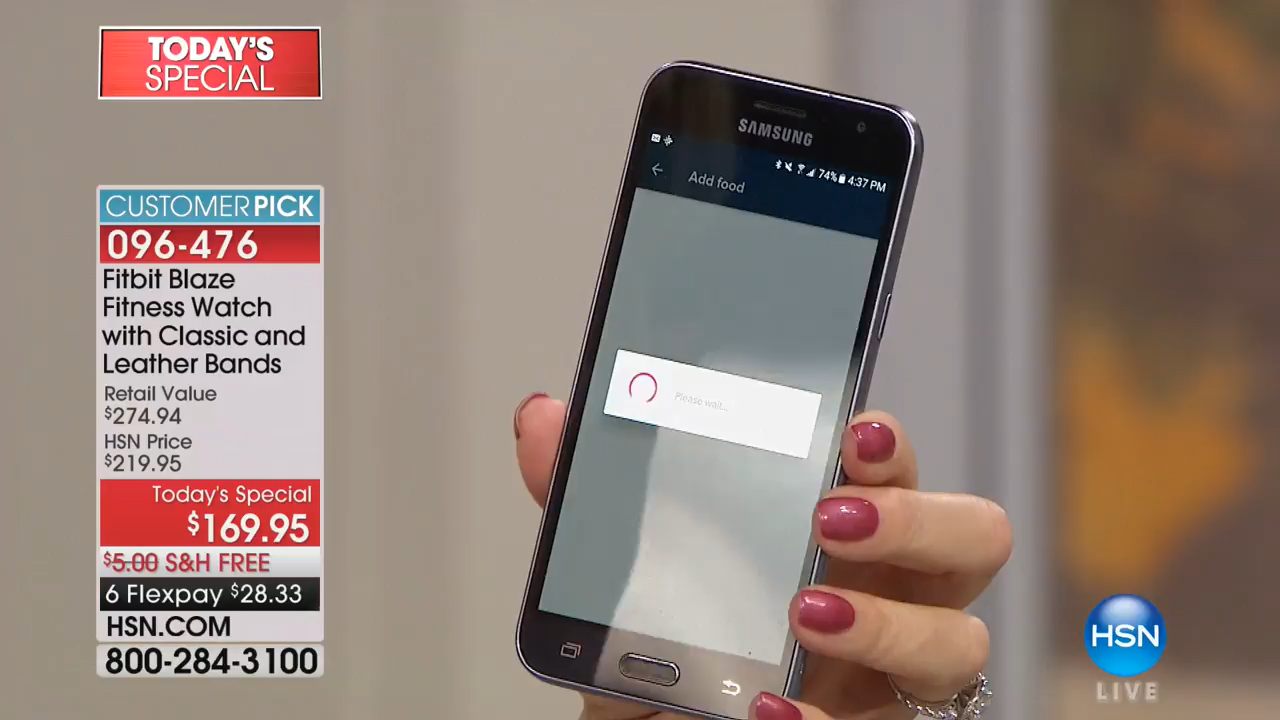 TODAY'S
SPECIAL
CUSTOMER PICK
096-476
Fitbit Blaze
Fitness Watch
with Classic and
Leather Bands
Retail Value
$274.94
HSN Price
$219.95
Today's Special
$169.95
$5.00 S&H FREE
6 Flexpay $28.33
HSN.COM
800-284-3100
SAMSUNG
74% 4:37 PM
Add food
Please wait...
HSN
LIVE